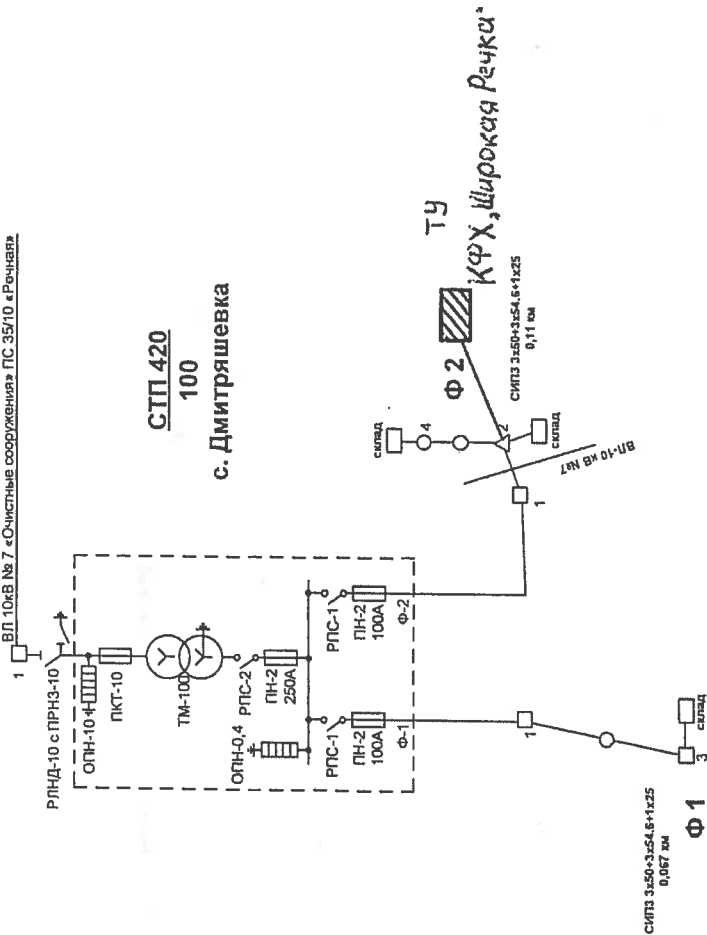 ВЛ 10кВ № 7 «Очистные сооружения» ПС 35/10 «Речная»
1
РЛНД-10 с ПРНЗ-10
ОПН-10
ПКТ-10
ТМ-100
РПС-2
ПН-2
250А
ОПН-0,4
РПС-1
ПН-2
100А
Ф-1
РПС-1
ПН-2
100А
Ф-2
СТП 420
100
с. Дмитряшевка
1
3
склад
СИП3 3х50+3х54.6+1х25
0,067 км
Ф 1
1
ВЛ-10 кВ №7
2
склад
4
склад
Ф 2
СИП3 3х50+3х54.6+1х25
0,11 км
ТУ
КФХ „Широкая Речка"